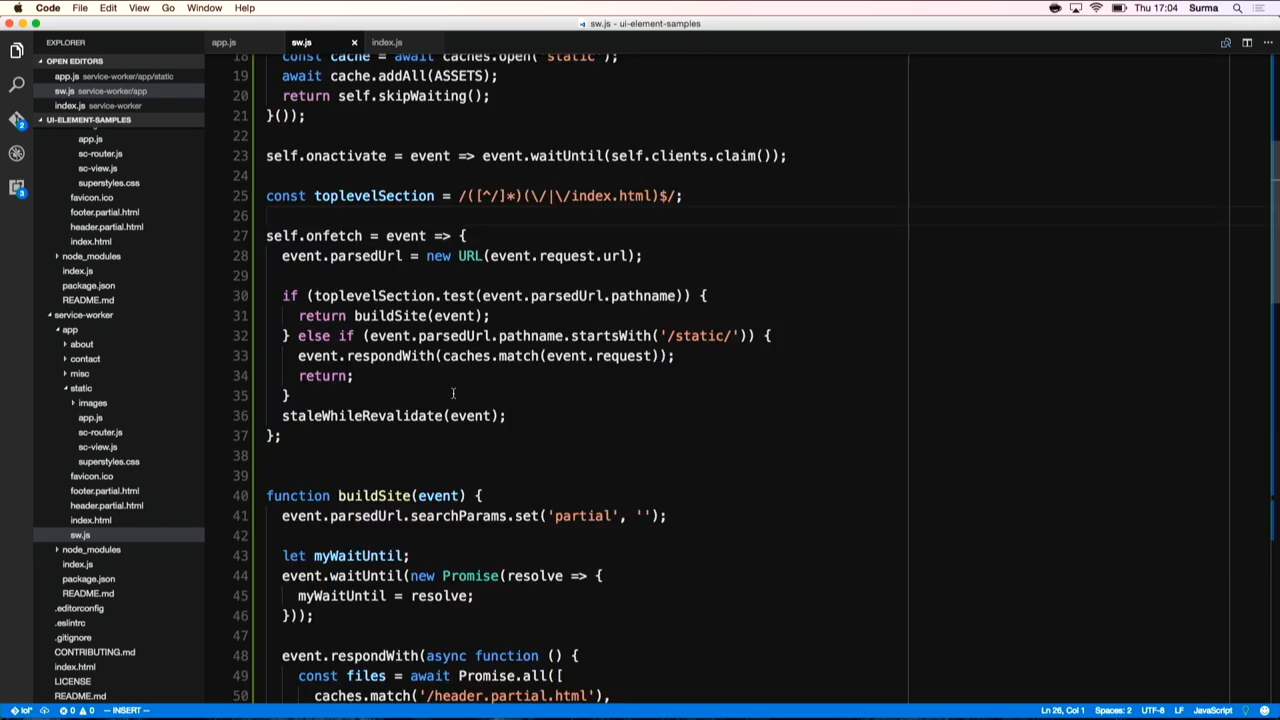 Code File Edit View Go Window Help Thu 17:04 Surma
sw.js - ui-element-samples
EXPLORER
OPEN EDITORS
app.js service-worker/app/static
sw.js service-worker/app
index.js service-worker
UI-ELEMENT-SAMPLES
app.js
sc-router.js
sc-view.js
superstyles.css
favicon.ico
footer.partial.html
header.partial.html
index.html
node_modules
index.js
package.json
README.md
service-worker
app
about
contact
misc
static
images
app.js
sc-router.js
sc-view.js
superstyles.css
favicon.ico
footer.partial.html
header.partial.html
index.html
sw.js
node_modules
index.js
package.json
README.md
.editorconfig
.eslintrc
.gitignore
CONTRIBUTING.md
index.html
LICENSE
README.md
2
3
app.js sw.js index.js
18 const cache = await caches.open('static');
19 await cache.addAll(ASSETS);
20 return self.skipWaiting();
21 }());
22
23 self.onactivate = event => event.waitUntil(self.clients.claim());
24
25 const toplevelSection = /([^/]*)(\/|\/index.html)$/;
26
27 self.onfetch = event => {
28 event.parsedUrl = new URL(event.request.url);
29
30 if (toplevelSection.test(event.parsedUrl.pathname)) {
31 return buildSite(event);
32 } else if (event.parsedUrl.pathname.startsWith('/static/')) {
33 event.respondWith(caches.match(event.request));
34 return;
35 }
36 staleWhileRevalidate(event);
37 };
38
39
40 function buildSite(event) {
41 event.parsedUrl.searchParams.set('partial', '');
42
43 let myWaitUntil;
44 event.waitUntil(new Promise(resolve => {
45 myWaitUntil = resolve;
46 }));
47
48 event.respondWith(async function () {
49 const files = await Promise.all([
50 caches.match('/header.partial.html'),
lol* 0 0 -- INSERT -- Ln 26, Col 1 Spaces: 2 UTF-8 LF JavaScript